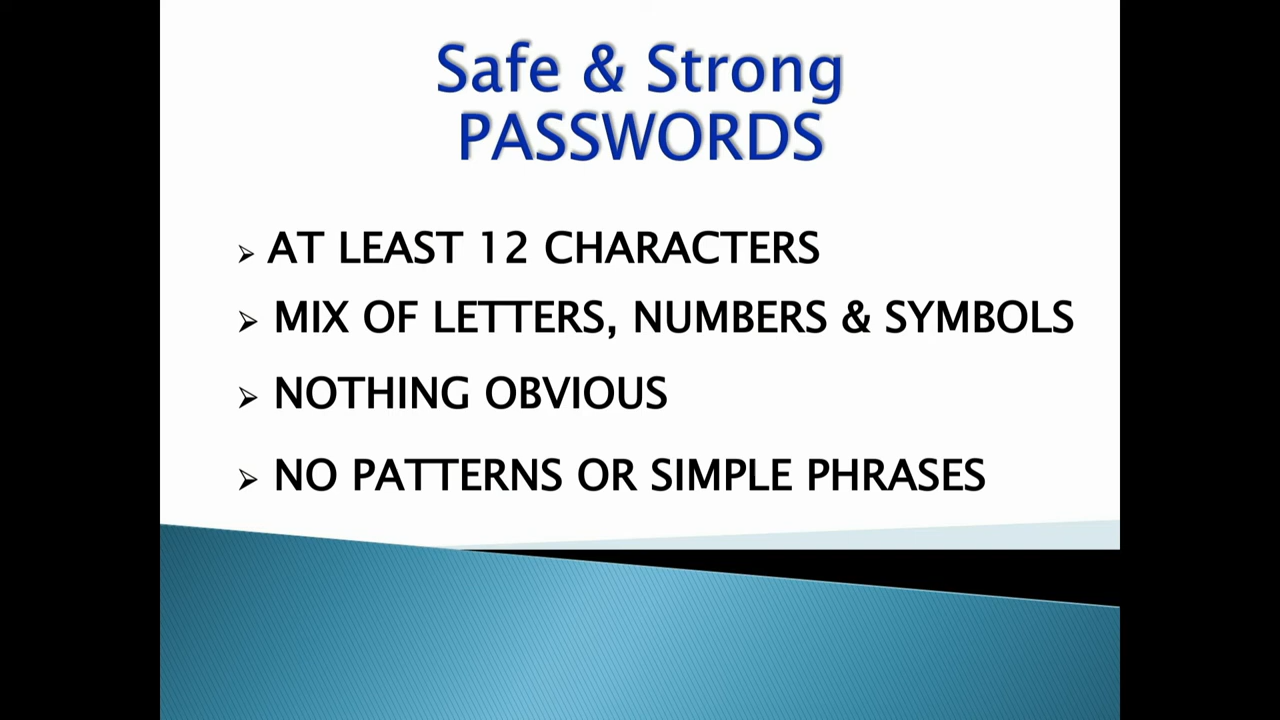 Safe & Strong
PASSWORDS
➢ AT LEAST 12 CHARACTERS
➢ MIX OF LETTERS, NUMBERS & SYMBOLS
➢ NOTHING OBVIOUS
➢ NO PATTERNS OR SIMPLE PHRASES